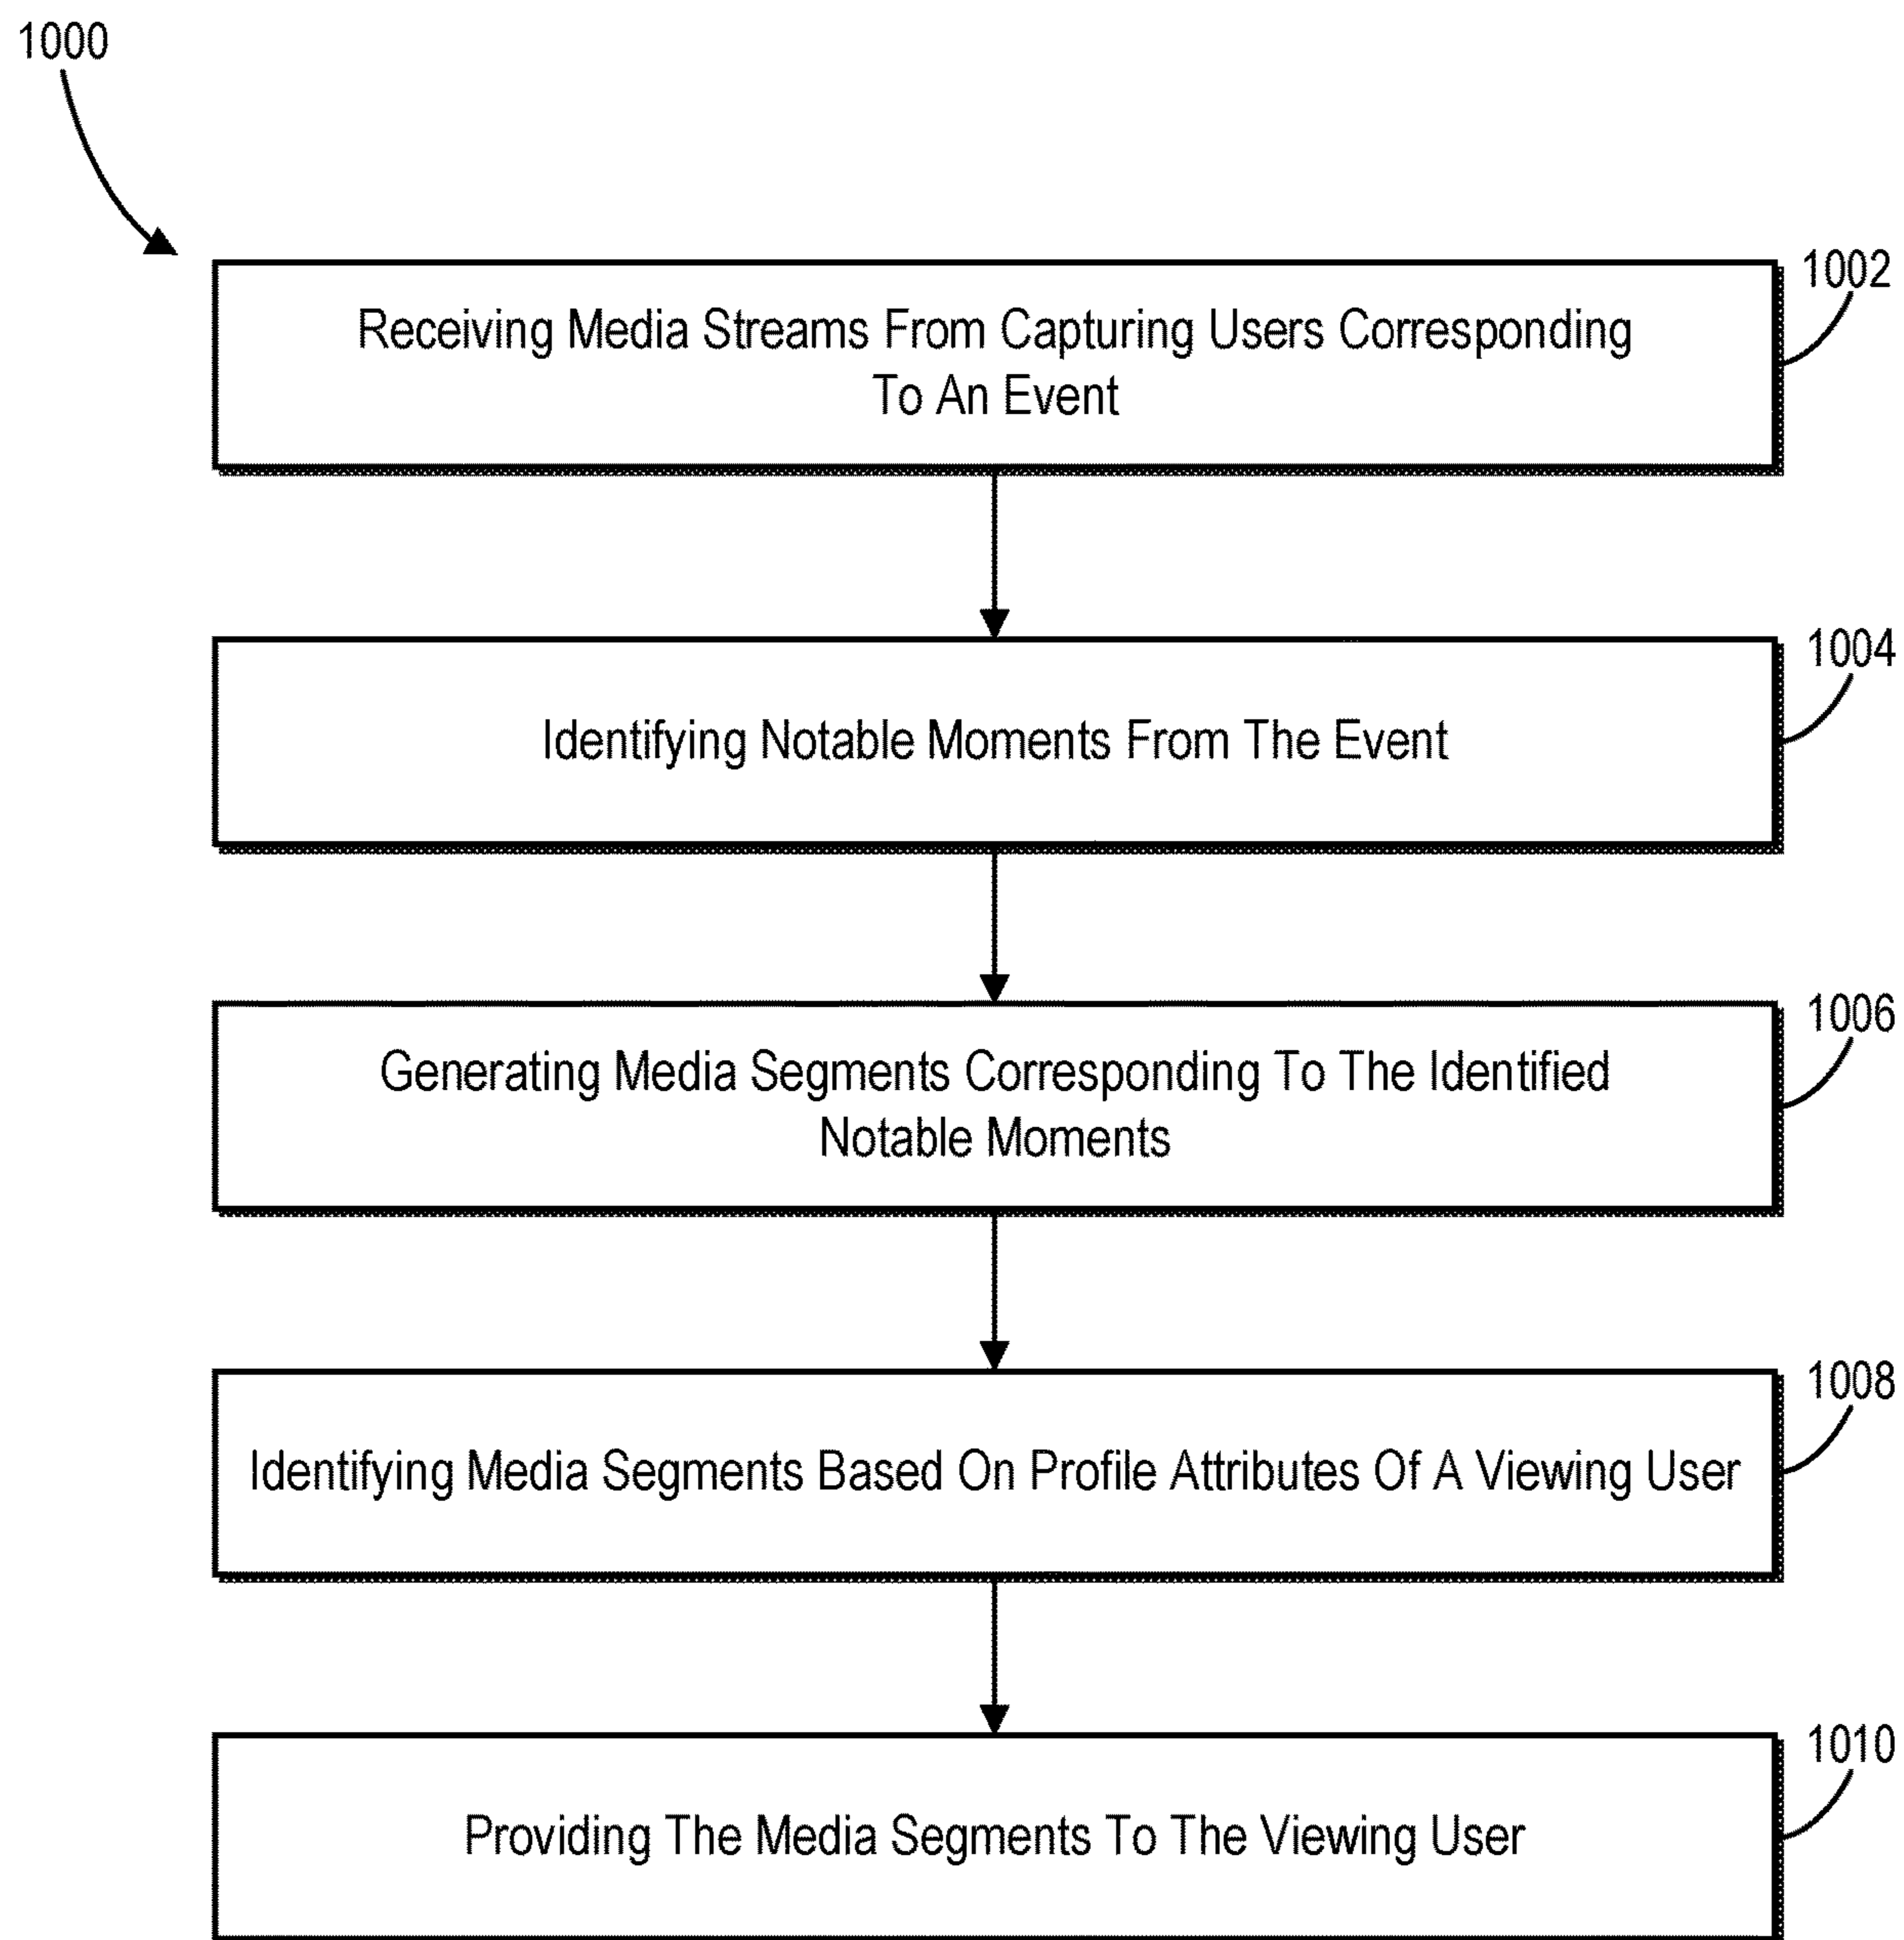 1000
1002
Receiving Media Streams From Capturing Users Corresponding
To An Event
1004
Identifying Notable Moments From The Event
1006
Generating Media Segments Corresponding To The Identified
Notable Moments
1008
Identifying Media Segments Based On Profile Attributes Of A Viewing User
1010
Providing The Media Segments To The Viewing User